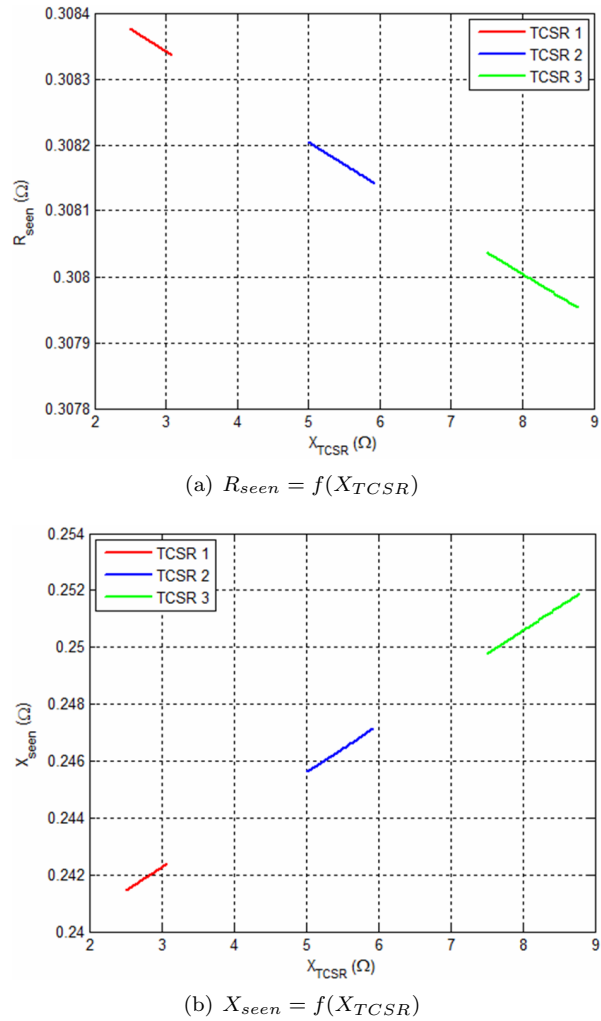 0.3084
0.3083
0.3082
0.3081
0.308
0.3079
0.3078
R_seen (Ω)
TCSR 1
TCSR 2
TCSR 3
2 3 4 5 6 7 8 9
X_TCSR (Ω)
(a) R_seen = f(X_TCSR)
0.254
0.252
0.25
0.248
0.246
0.244
0.242
0.24
X_seen (Ω)
TCSR 1
TCSR 2
TCSR 3
2 3 4 5 6 7 8 9
X_TCSR (Ω)
(b) X_seen = f(X_TCSR)